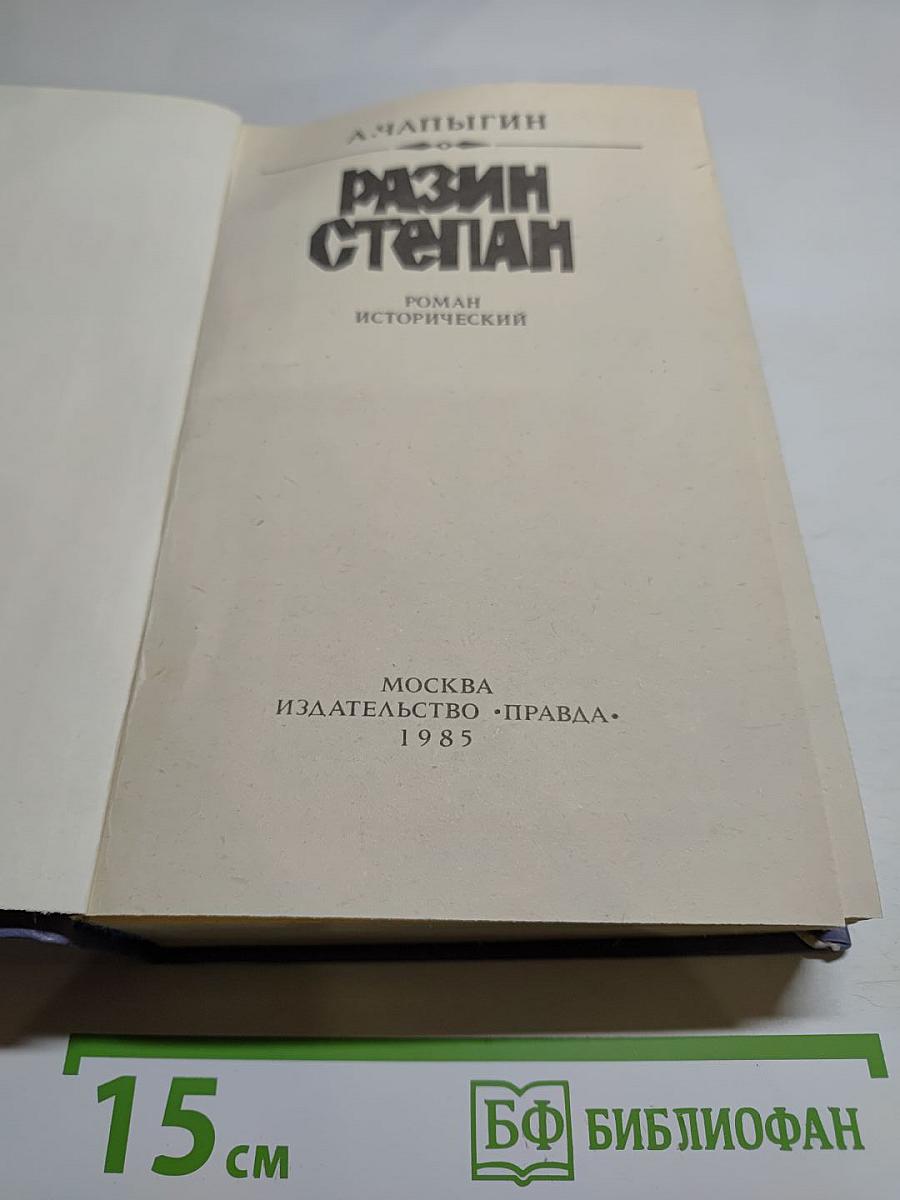 А.ЧАПЫГИН
РАЗИН
СТЕПАН
РОМАН
ИСТОРИЧЕСКИЙ
МОСКВА
ИЗДАТЕЛЬСТВО •ПРАВДА•
1985
15 см
БФ БИБЛИОФАН